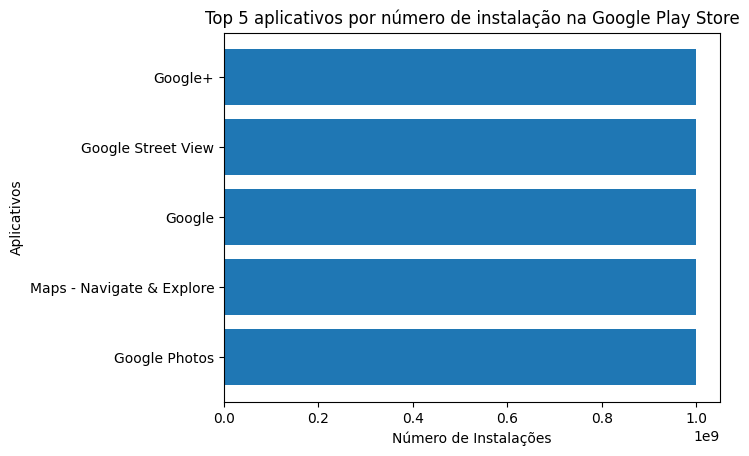 Top 5 aplicativos por número de instalação na Google Play Store
Google+
Google Street View
Google
Maps - Navigate & Explore
Google Photos
Aplicativos
0.0 0.2 0.4 0.6 0.8 1.0
1e9
Número de Instalações